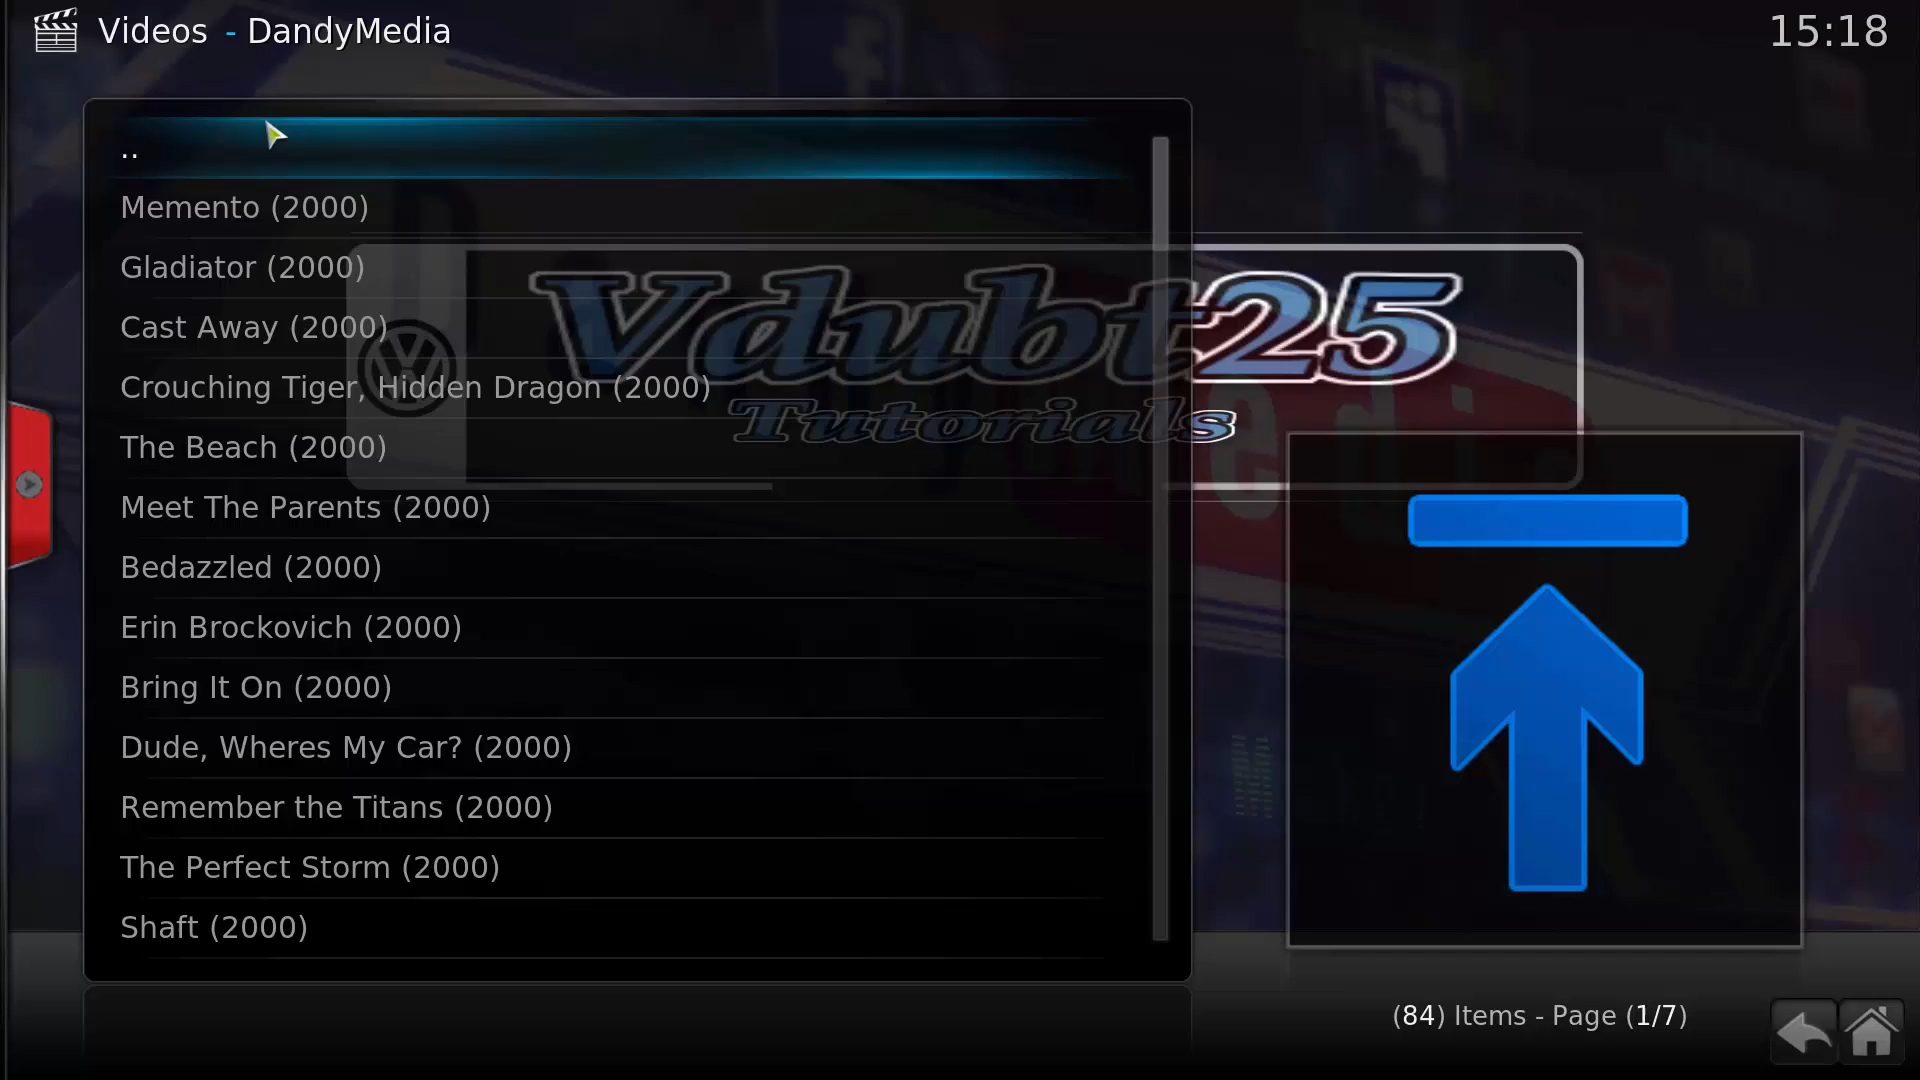 Videos - DandyMedia
15:18
..
Memento (2000)
Gladiator (2000)
Cast Away (2000)
Crouching Tiger, Hidden Dragon (2000)
The Beach (2000)
Meet The Parents (2000)
Bedazzled (2000)
Erin Brockovich (2000)
Bring It On (2000)
Dude, Wheres My Car? (2000)
Remember the Titans (2000)
The Perfect Storm (2000)
Shaft (2000)
Vdubt25
Tutorials
(84) Items - Page (1/7)